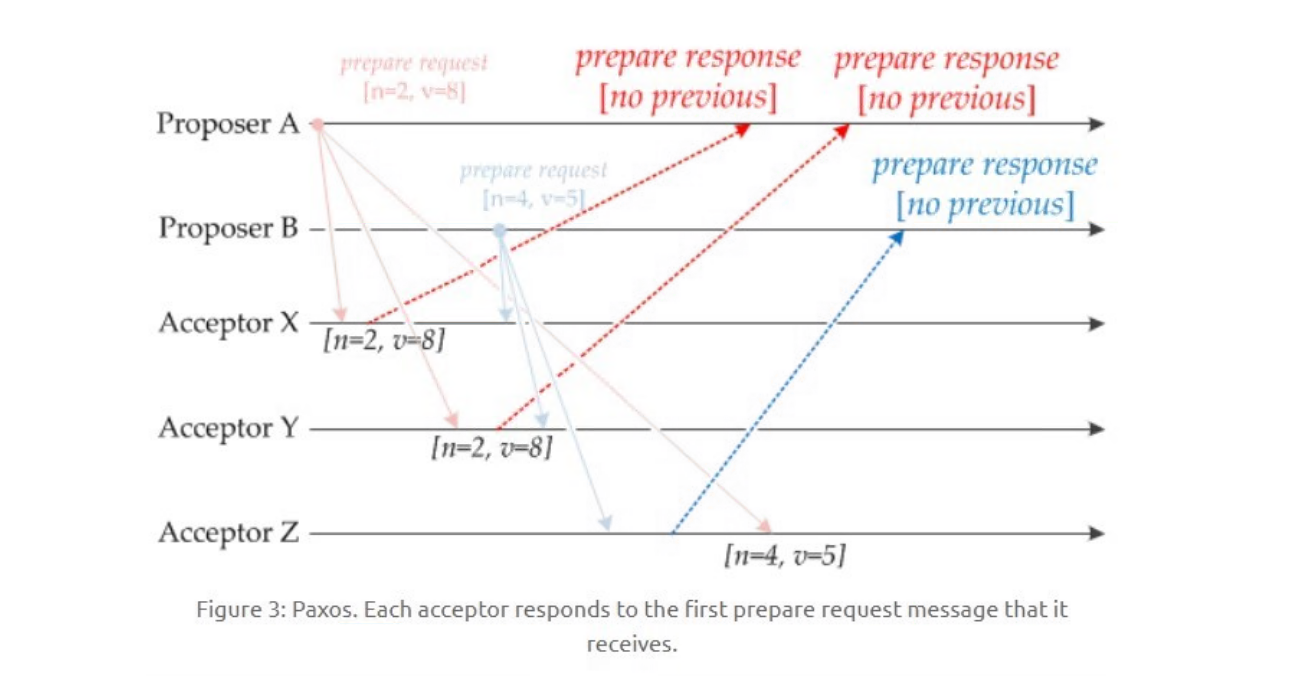 prepare request
[n=2, v=8]
prepare response
[no previous]
prepare response
[no previous]
Proposer A
prepare request
[n=4, v=5]
prepare response
[no previous]
Proposer B
Acceptor X
[n=2, v=8]
Acceptor Y
[n=2, v=8]
Acceptor Z
[n=4, v=5]
Figure 3: Paxos. Each acceptor responds to the first prepare request message that it
receives.